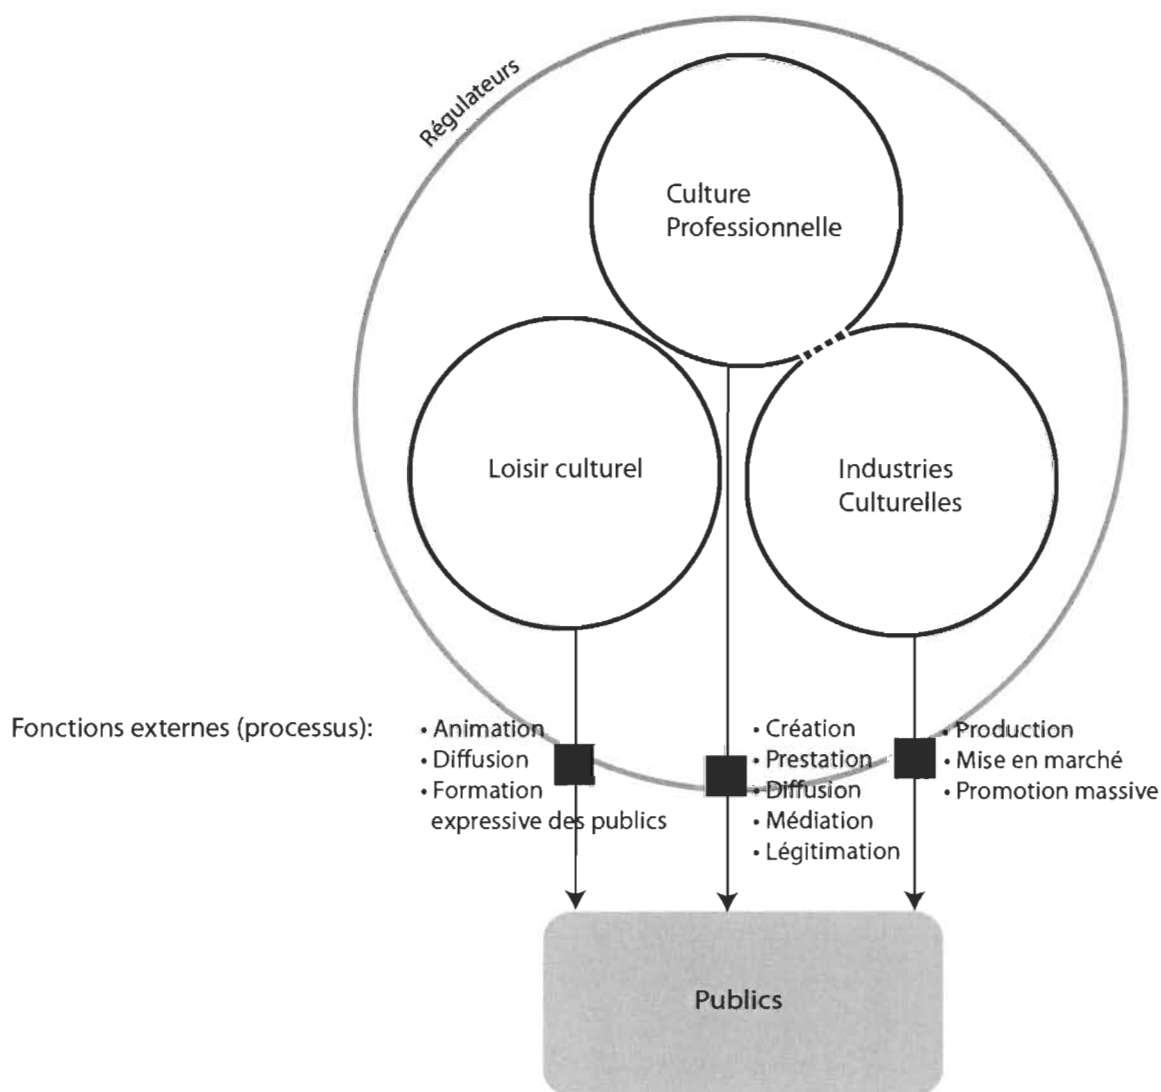 Régulateurs
Culture
Professionnelle
Loisir culturel
Industries
Culturelles
Fonctions externes (processus):
• Animation
• Diffusion
• Formation
expressive des publics
• Création
• Prestation
• Diffusion
• Médiation
• Légitimation
• Production
• Mise en marché
• Promotion massive
Publics